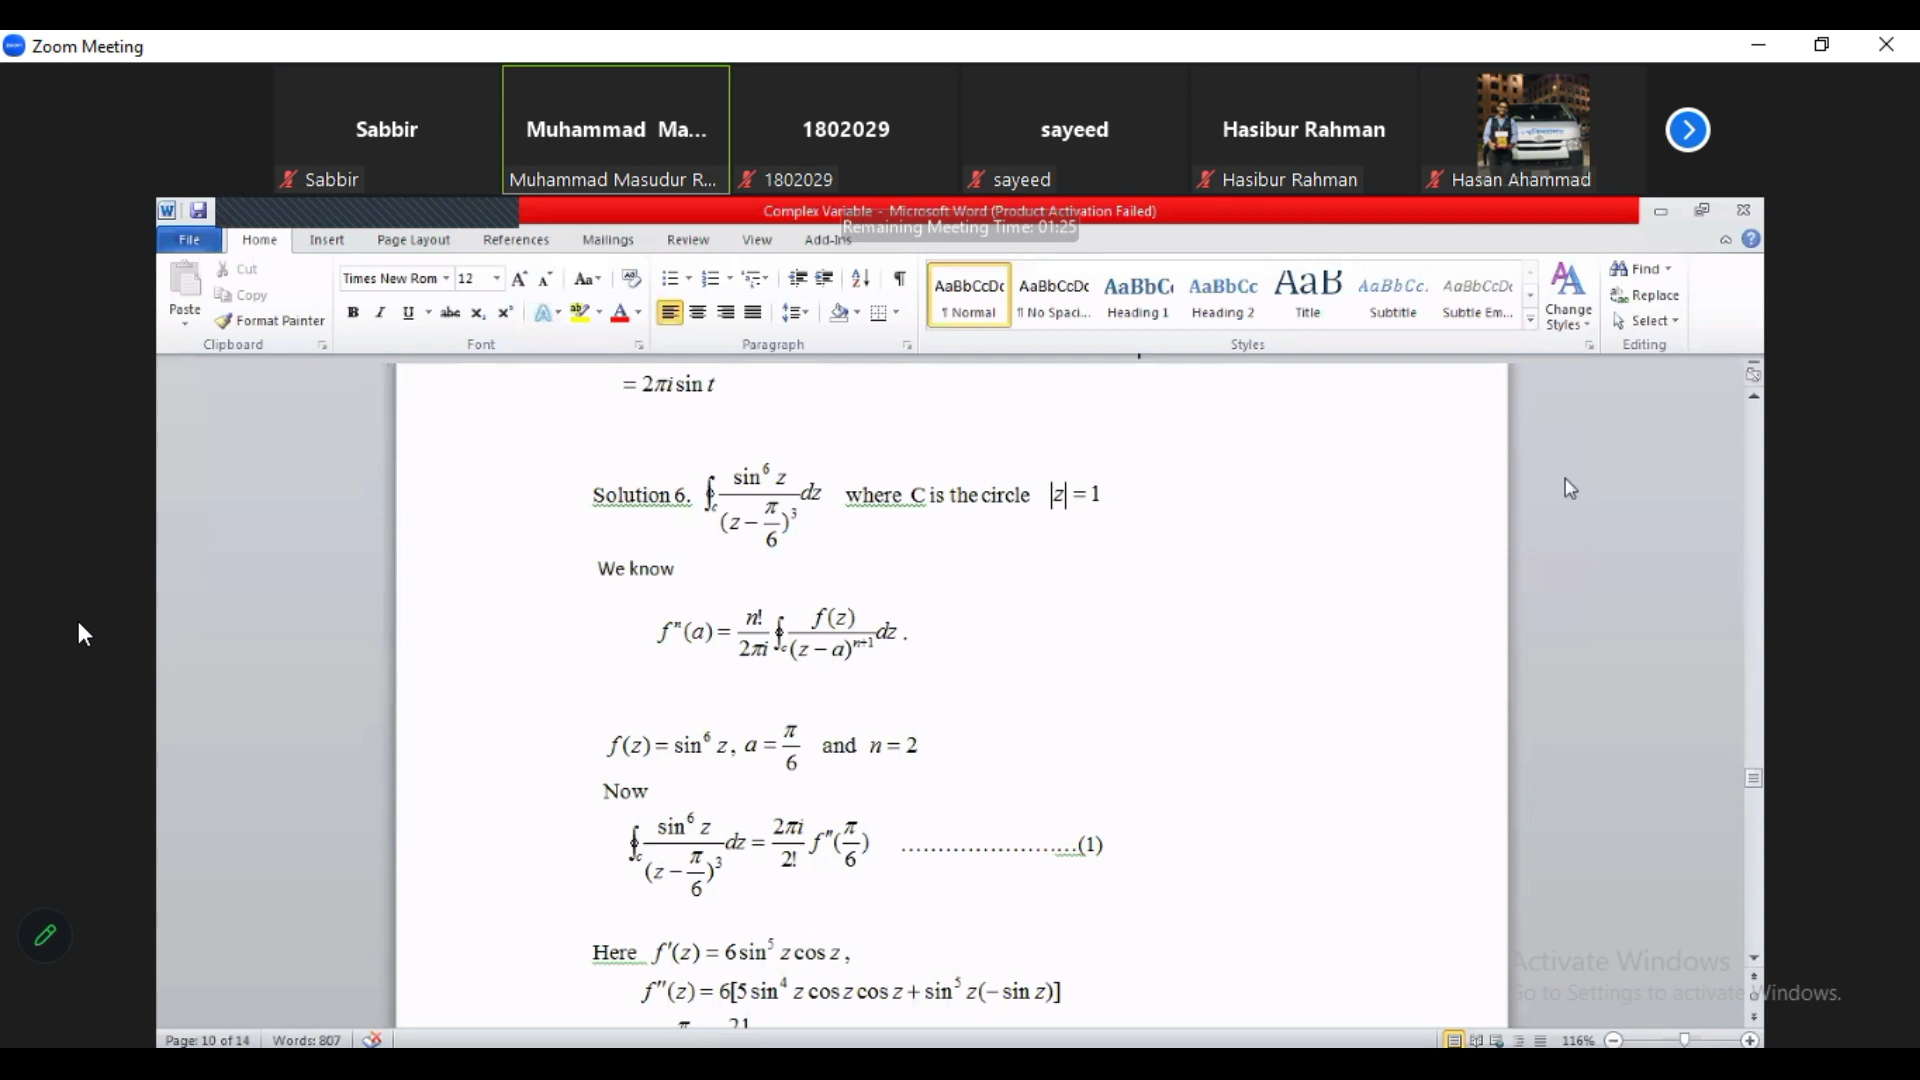 Zoom Meeting
Sabbir
Muhammad Ma...
1802029
sayeed
Hasibur Rahman
Sabbir
Muhammad Masudur R...
1802029
sayeed
Hasibur Rahman
Hasan Ahammad
Complex Variable - Microsoft Word (Product Activation Failed)
Remaining Meeting Time: 01:25
File Home Insert Page Layout References Mailings Review View Add-Ins
Paste
Cut
Copy
Format Painter
Clipboard
Times New Rom 12
Font
Paragraph
AaBbCcDc AaBbCcDc AaBbC AaBbCc AaB AaBbCc. AaBbCcDc
¶ Normal ¶ No Spaci... Heading 1 Heading 2 Title Subtitle Subtle Em...
Change Styles
Styles
Find
Replace
Select
Editing
= 2πi sin t
Solution 6. ∮_c sin⁶ z / (z − π/6)³ dz where C is the circle |z| = 1
We know
fⁿ(a) = n!/2πi ∮_c f(z)/(z − a)ⁿ⁺¹ dz .
f(z) = sin⁶ z, a = π/6 and n = 2
Now
∮_c sin⁶ z / (z − π/6)³ dz = 2πi/2! f″(π/6) ……………………(1)
Here f′(z) = 6 sin⁵ z cos z ,
f″(z) = 6[5 sin⁴ z cos z cos z + sin⁵ z(− sin z)]
Activate Windows
Go to Settings to activate Windows.
Page: 10 of 14 Words: 807 116%